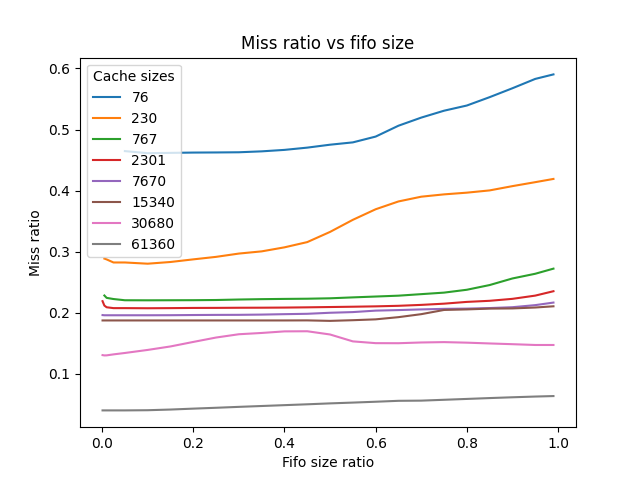 Miss ratio vs fifo size
Cache sizes
76
230
767
2301
7670
15340
30680
61360
Miss ratio
0.6
0.5
0.4
0.3
0.2
0.1
0.0 0.2 0.4 0.6 0.8 1.0
Fifo size ratio